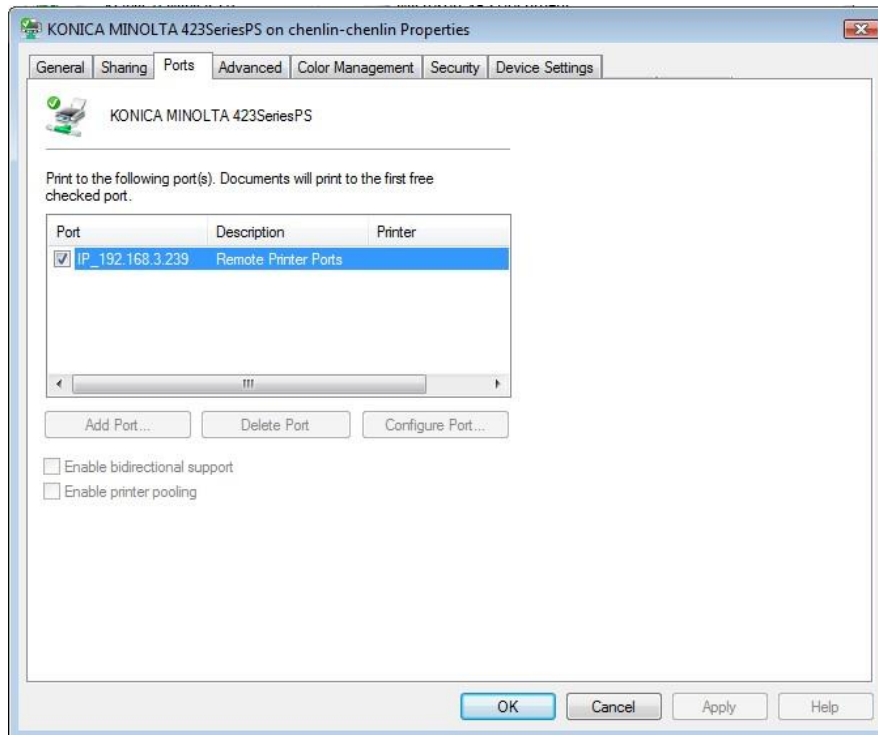 KONICA MINOLTA 423SeriesPS on chenlin-chenlin Properties
General Sharing Ports Advanced Color Management Security Device Settings
KONICA MINOLTA 423SeriesPS
Print to the following port(s). Documents will print to the first free
checked port.
Port Description Printer
IP_192.168.3.239 Remote Printer Ports
Add Port... Delete Port Configure Port...
Enable bidirectional support
Enable printer pooling
OK Cancel Apply Help